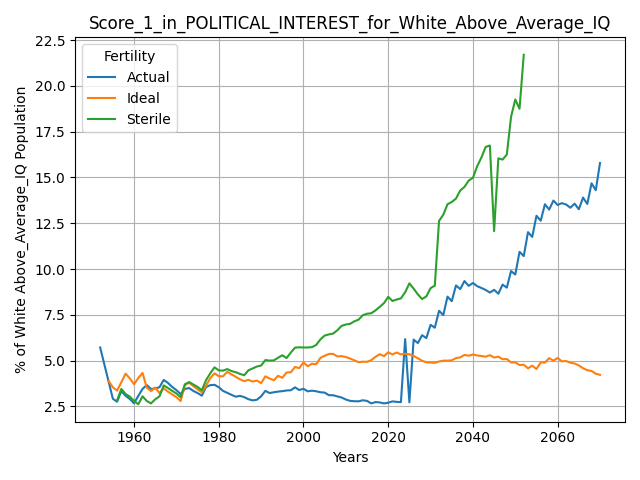 Score_1_in_POLITICAL_INTEREST_for_White_Above_Average_IQ
Fertility
Actual
Ideal
Sterile
% of White Above_Average_IQ Population
22.5
20.0
17.5
15.0
12.5
10.0
7.5
5.0
2.5
1960 1980 2000 2020 2040 2060
Years